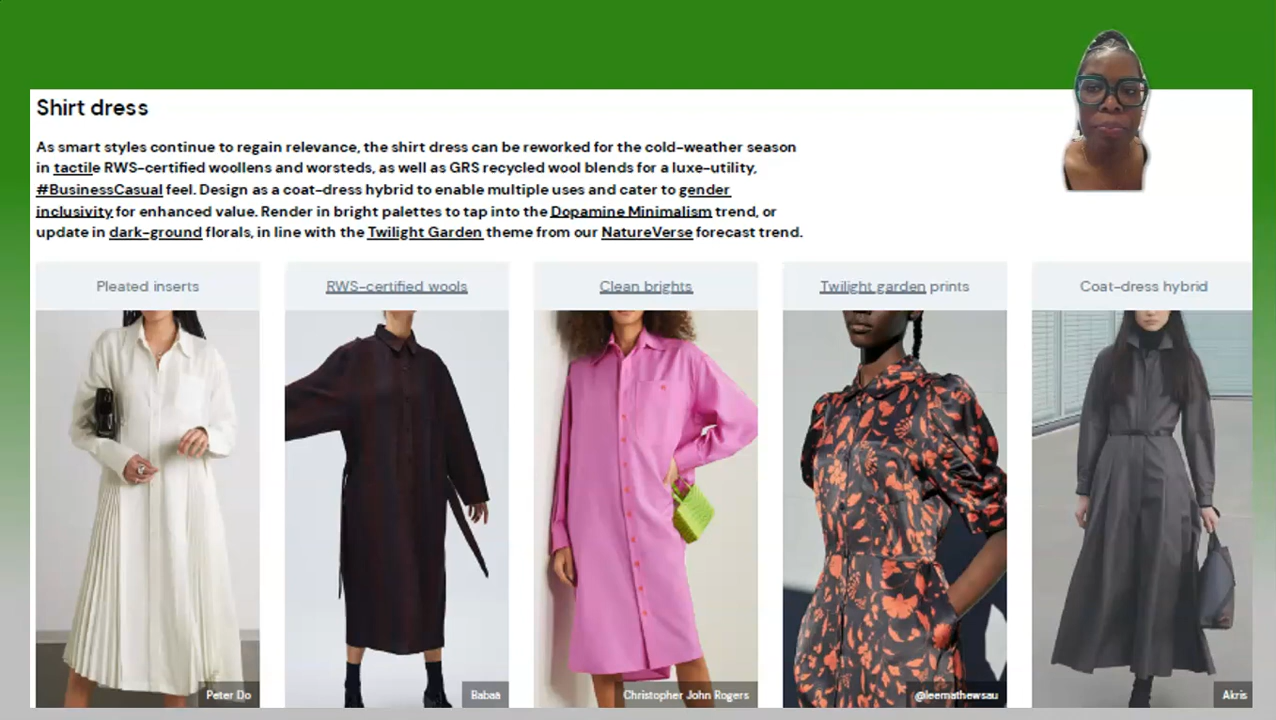 Shirt dress
As smart styles continue to regain relevance, the shirt dress can be reworked for the cold-weather season
in tactile RWS-certified woollens and worsteds, as well as GRS recycled wool blends for a luxe-utility,
#BusinessCasual feel. Design as a coat-dress hybrid to enable multiple uses and cater to gender
inclusivity for enhanced value. Render in bright palettes to tap into the Dopamine Minimalism trend, or
update in dark-ground florals, in line with the Twilight Garden theme from our NatureVerse forecast trend.
Pleated inserts
RWS-certified wools
Clean brights
Twilight garden prints
Coat-dress hybrid
Peter Do
Babaà
Christopher John Rogers
@leemathewsau
Akris